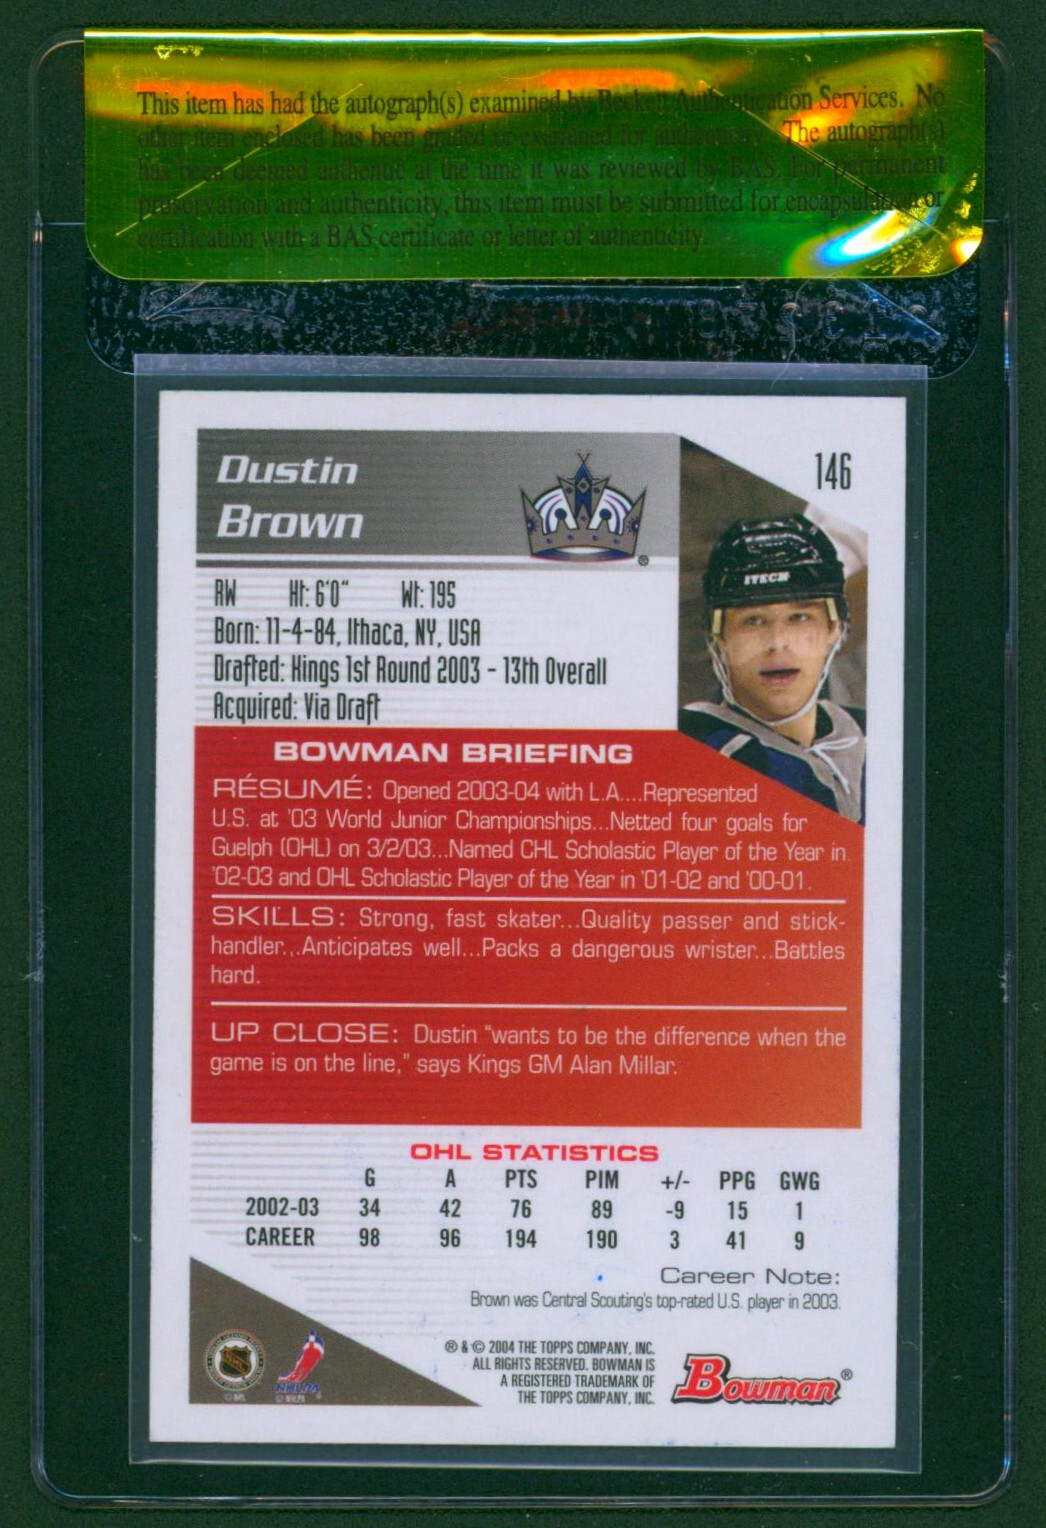 This item has had the autograph(s) examined by Beckett Authentication Services. No
other item enclosed has been graded or examined for authenticity. The autograph(s)
has been deemed authentic at the time it was reviewed by BAS. For permanent
preservation and authenticity, this item must be submitted for encapsulation or
certification with a BAS certificate or letter of authenticity.
Dustin
Brown
146
®
ITECH
RW Ht: 6'0" Wt: 195
Born: 11-4-84, Ithaca, NY, USA
Drafted: Kings 1st Round 2003 - 13th Overall
Acquired: Via Draft
BOWMAN BRIEFING
RÉSUMÉ: Opened 2003-04 with L.A....Represented
U.S. at '03 World Junior Championships...Netted four goals for
Guelph (OHL) on 3/2/03...Named CHL Scholastic Player of the Year in
'02-03 and OHL Scholastic Player of the Year in '01-02 and '00-01.
SKILLS: Strong, fast skater...Quality passer and stick-
handler...Anticipates well...Packs a dangerous wrister...Battles
hard.
UP CLOSE: Dustin "wants to be the difference when the
game is on the line," says Kings GM Alan Millar.
OHL STATISTICS
G A PTS PIM +/- PPG GWG
2002-03 34 42 76 89 -9 15 1
CAREER 98 96 194 190 3 41 9
Career Note:
Brown was Central Scouting's top-rated U.S. player in 2003.
® & © 2004 THE TOPPS COMPANY, INC.
ALL RIGHTS RESERVED. BOWMAN IS
A REGISTERED TRADEMARK OF
THE TOPPS COMPANY, INC.
Bowman®
NHL
NHLPA